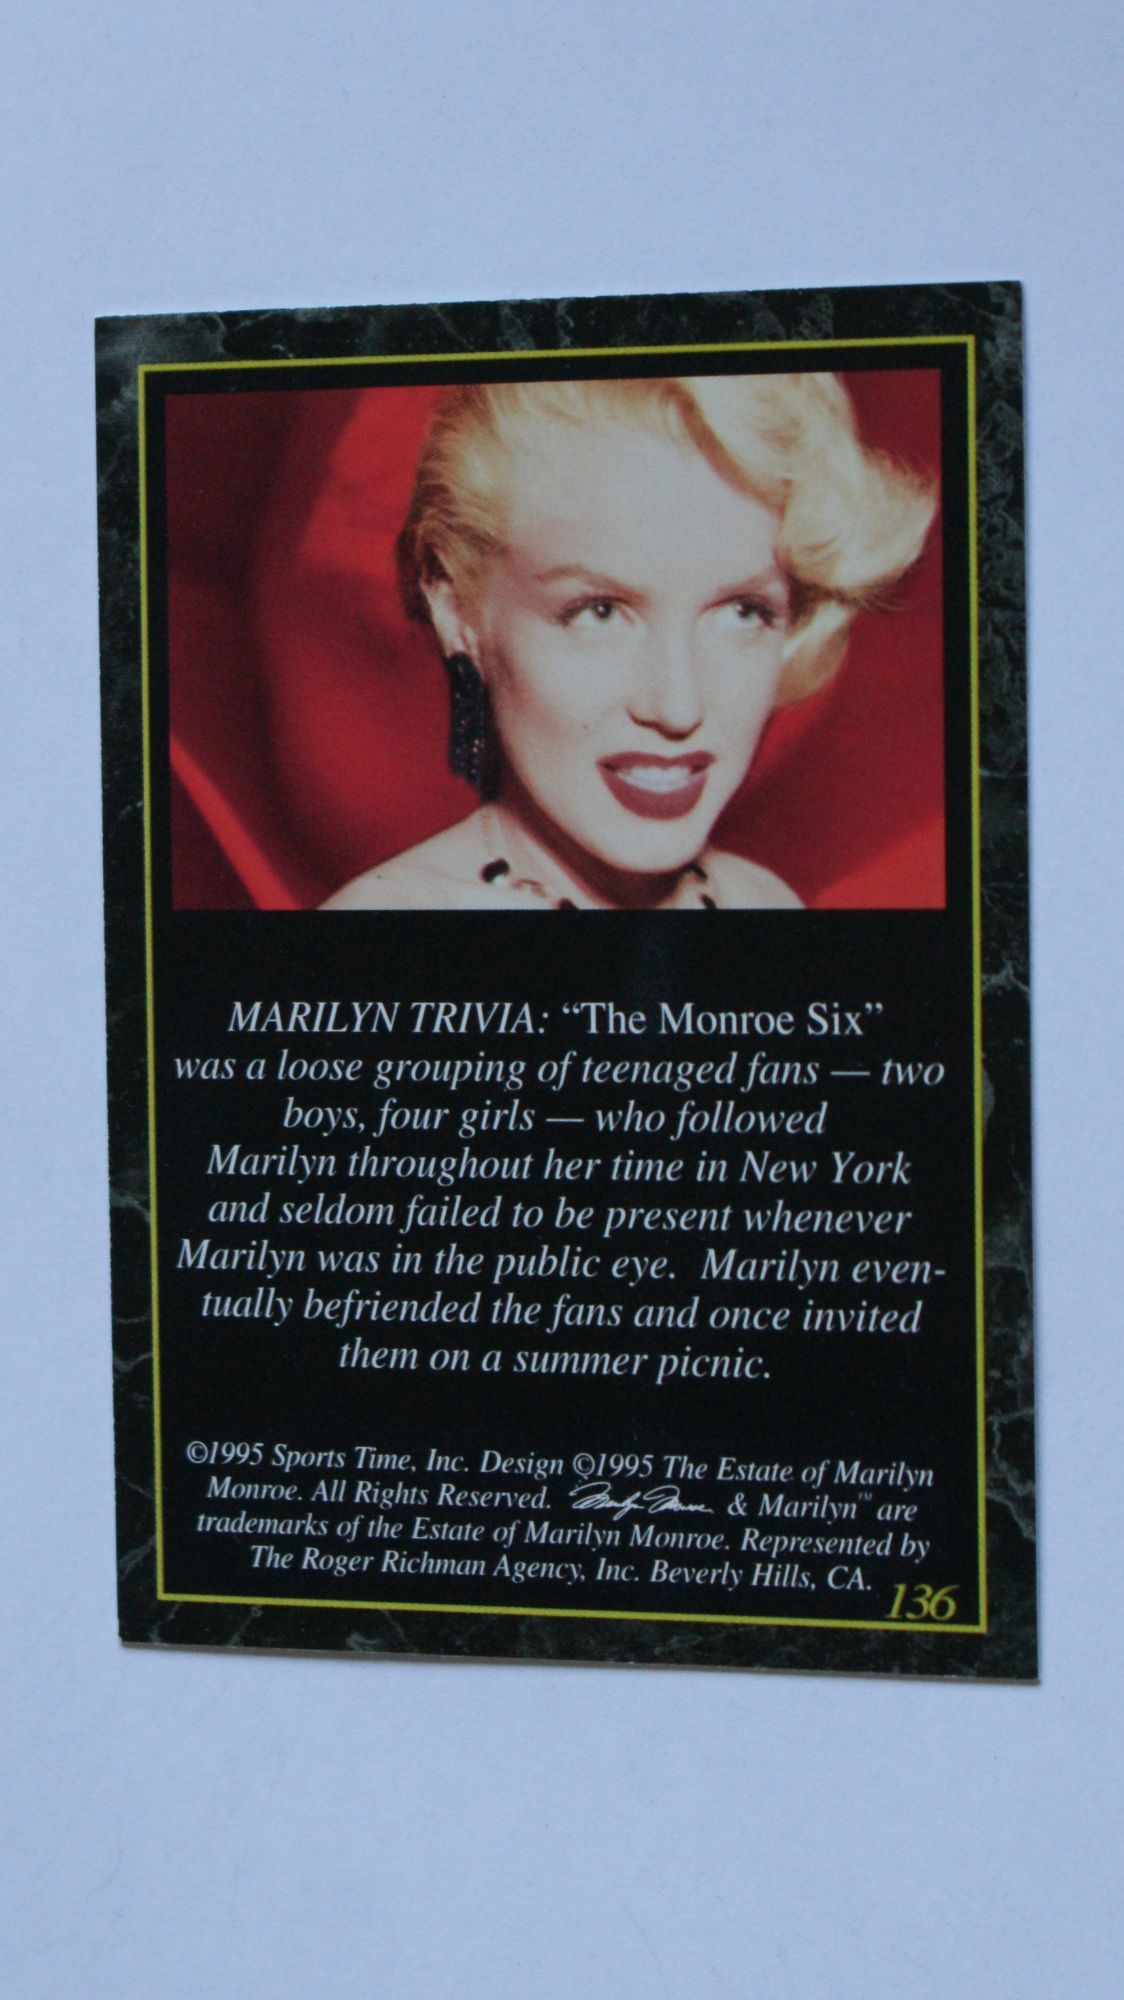 MARILYN TRIVIA: “The Monroe Six”
was a loose grouping of teenaged fans — two
boys, four girls — who followed
Marilyn throughout her time in New York
and seldom failed to be present whenever
Marilyn was in the public eye. Marilyn even-
tually befriended the fans and once invited
them on a summer picnic.
©1995 Sports Time, Inc. Design ©1995 The Estate of Marilyn
Monroe. All Rights Reserved. Marilyn Monroe & Marilyn™ are
trademarks of the Estate of Marilyn Monroe. Represented by
The Roger Richman Agency, Inc. Beverly Hills, CA.
136